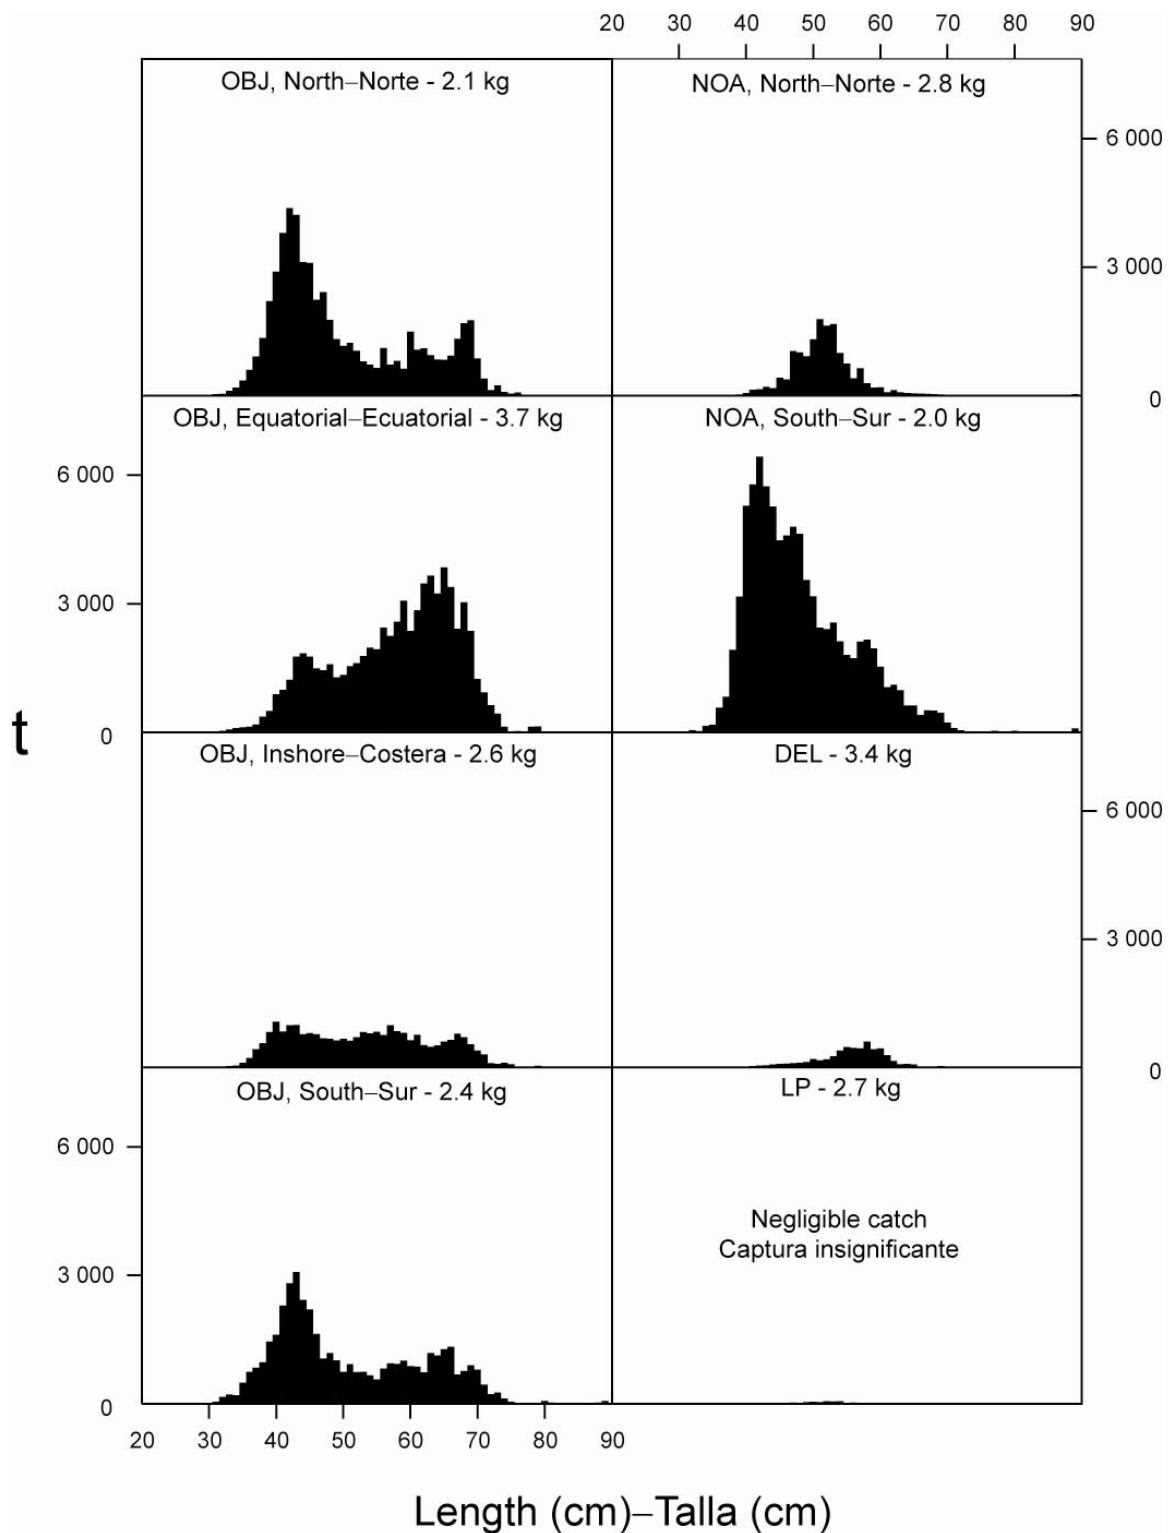 20 30 40 50 60 70 80 90
OBJ, North–Norte - 2.1 kg
NOA, North–Norte - 2.8 kg
6 000
3 000
0
OBJ, Equatorial–Ecuatorial - 3.7 kg
NOA, South–Sur - 2.0 kg
6 000
3 000
0
t
OBJ, Inshore–Costera - 2.6 kg
DEL - 3.4 kg
6 000
3 000
0
OBJ, South–Sur - 2.4 kg
LP - 2.7 kg
6 000
Negligible catch
Captura insignificante
3 000
0
20 30 40 50 60 70 80 90
Length (cm)–Talla (cm)